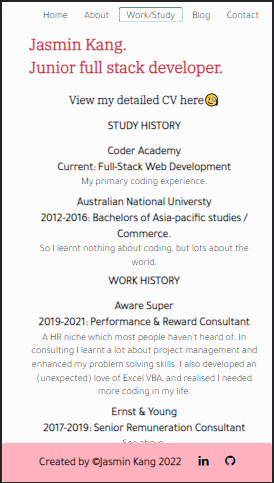 Home About Work/Study Blog Contact
Jasmin Kang.
Junior full stack developer.
View my detailed CV here
STUDY HISTORY
Coder Academy
Current: Full-Stack Web Development
My primary coding experience.
Australian National Universty
2012-2016: Bachelors of Asia-pacific studies /
Commerce.
So I learnt nothing about coding, but lots about the
world.
WORK HISTORY
Aware Super
2019-2021: Performance & Reward Consultant
A HR niche which most people haven't heard of. In
consulting I learnt a lot about project management and
enhanced my problem solving skills. I also developed an
(unexpected) love of Excel VBA, and realised I needed
more coding in my life.
Ernst & Young
2017-2019: Senior Remuneration Consultant
See above
Created by ©Jasmin Kang 2022 in